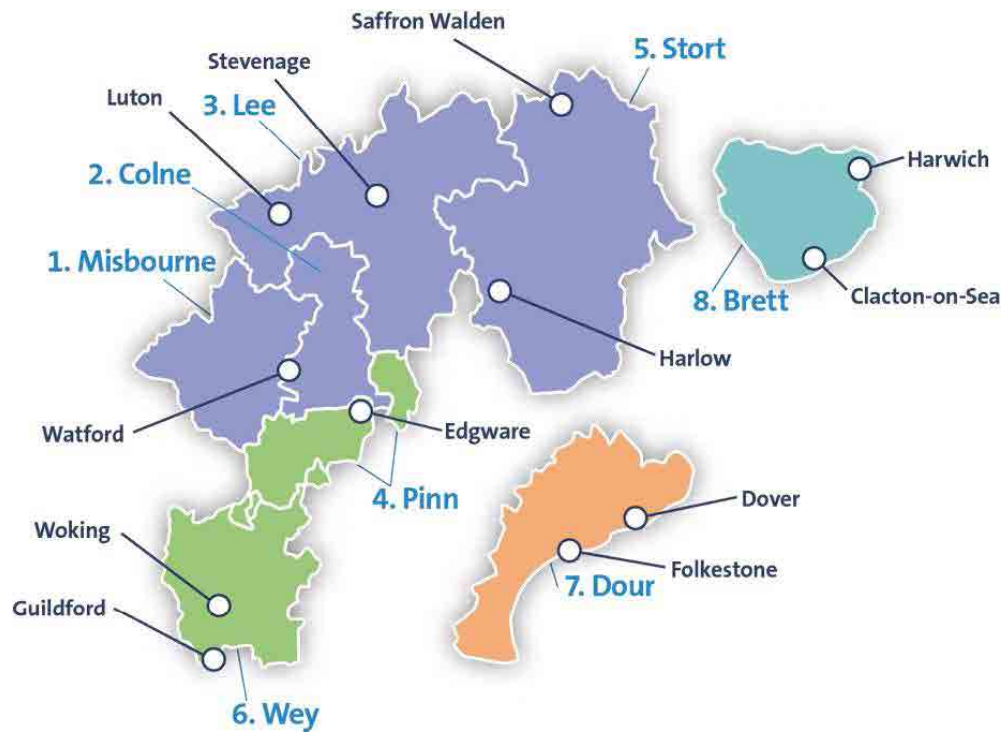 Saffron Walden
5. Stort
Stevenage
Luton
3. Lee
2. Colne
Harwich
1. Misbourne
8. Brett
Clacton-on-Sea
Harlow
Watford
Edgware
4. Pinn
Dover
Woking
Folkestone
7. Dour
Guildford
6. Wey